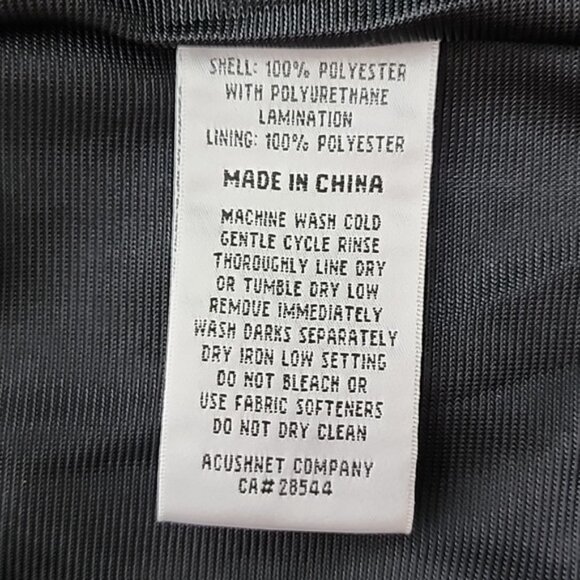 SHELL: 100% POLYESTER
WITH POLYURETHANE
LAMINATION
LINING: 100% POLYESTER
MADE IN CHINA
MACHINE WASH COLD
GENTLE CYCLE RINSE
THOROUGHLY LINE DRY
OR TUMBLE DRY LOW
REMOVE IMMEDIATELY
WASH DARKS SEPARATELY
DRY IRON LOW SETTING
DO NOT BLEACH OR
USE FABRIC SOFTENERS
DO NOT DRY CLEAN
ACUSHNET COMPANY
CA# 28544